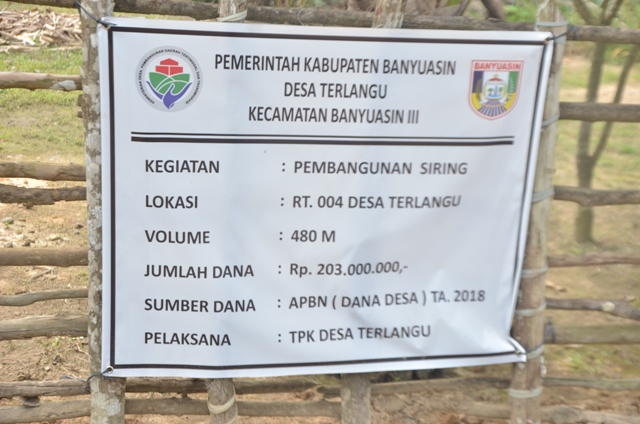 PEMERINTAH KABUPATEN BANYUASIN
DESA TERLANGU
KECAMATAN BANYUASIN III
BANYUASIN
KEGIATAN : PEMBANGUNAN SIRING
LOKASI : RT. 004 DESA TERLANGU
VOLUME : 480 M
JUMLAH DANA : Rp. 203.000.000,-
SUMBER DANA : APBN ( DANA DESA ) TA. 2018
PELAKSANA : TPK DESA TERLANGU